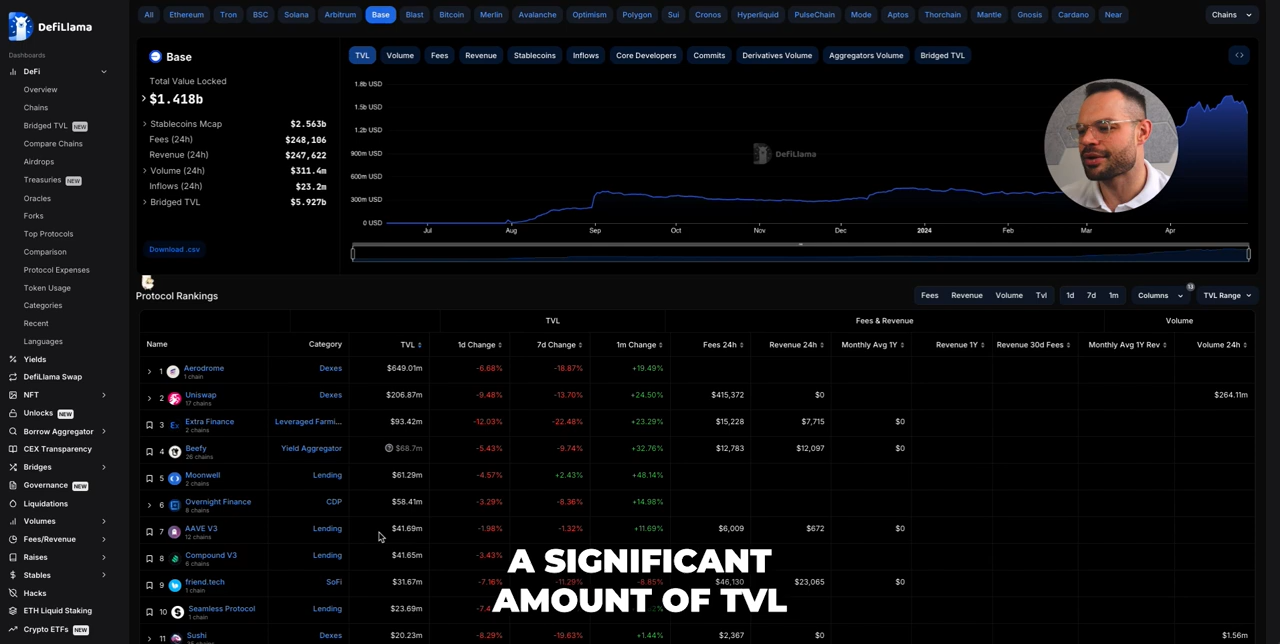 DefiLlama
Dashboards
DeFi
Overview
Chains
Bridged TVL NEW
Compare Chains
Airdrops
Treasuries NEW
Oracles
Forks
Top Protocols
Comparison
Protocol Expenses
Token Usage
Categories
Recent
Languages
Yields
DefiLlama Swap
NFT
Unlocks NEW
Borrow Aggregator
CEX Transparency
Bridges
Governance NEW
Liquidations
Volumes
Fees/Revenue
Raises
Stables
Hacks
ETH Liquid Staking
Crypto ETFs NEW
All Ethereum Tron BSC Solana Arbitrum Base Blast Bitcoin Merlin Avalanche Optimism Polygon Sui Cronos Hyperliquid PulseChain Mode Aptos Thorchain Mantle Gnosis Cardano Near Chains
Base
Total Value Locked
$1.418b
Stablecoins Mcap $2.563b
Fees (24h) $248,106
Revenue (24h) $247,622
Volume (24h) $311.4m
Inflows (24h) $23.2m
Bridged TVL $5.927b
Download .csv
TVL Volume Fees Revenue Stablecoins Inflows Core Developers Commits Derivatives Volume Aggregators Volume Bridged TVL
1.8b USD
1.5b USD
1.2b USD
900m USD
600m USD
300m USD
0 USD
DefiLlama
Jul Aug Sep Oct Nov Dec 2024 Feb Mar Apr
Protocol Rankings
Fees Revenue Volume Tvl 1d 7d 1m Columns 13 TVL Range
TVL Fees & Revenue Volume
Name Category TVL 1d Change 7d Change 1m Change Fees 24h Revenue 24h Monthly Avg 1Y Revenue 1Y Revenue 30d Fees Monthly Avg 1Y Rev Volume 24h
1 Aerodrome Dexes $649.01m -6.68% -18.87% +19.49%
1 chain
2 Uniswap Dexes $206.87m -9.48% -13.70% +24.50% $415,372 $0 $264.11m
17 chains
3 Extra Finance Leveraged Farmi... $93.42m -12.03% -22.48% +23.29% $15,228 $7,715 $0
2 chains
4 Beefy Yield Aggregator $68.7m -5.43% -9.74% +32.76% $12,783 $12,097 $0
26 chains
5 Moonwell Lending $61.29m -4.57% +2.43% +48.14%
2 chains
6 Overnight Finance CDP $58.41m -3.29% -8.36% +14.98%
8 chains
7 AAVE V3 Lending $41.69m -1.98% -1.32% +11.69% $6,009 $672 $0
12 chains
8 Compound V3 Lending $41.65m -3.43%
6 chains
9 friend.tech SoFi $31.67m -7.16% -11.29% -8.85% $46,130 $23,065 $0
1 chain
10 Seamless Protocol Lending $23.69m
1 chain
11 Sushi Dexes $20.23m -8.29% -19.63% +1.44% $2,367 $0 $1.56m
A SIGNIFICANT
AMOUNT OF TVL